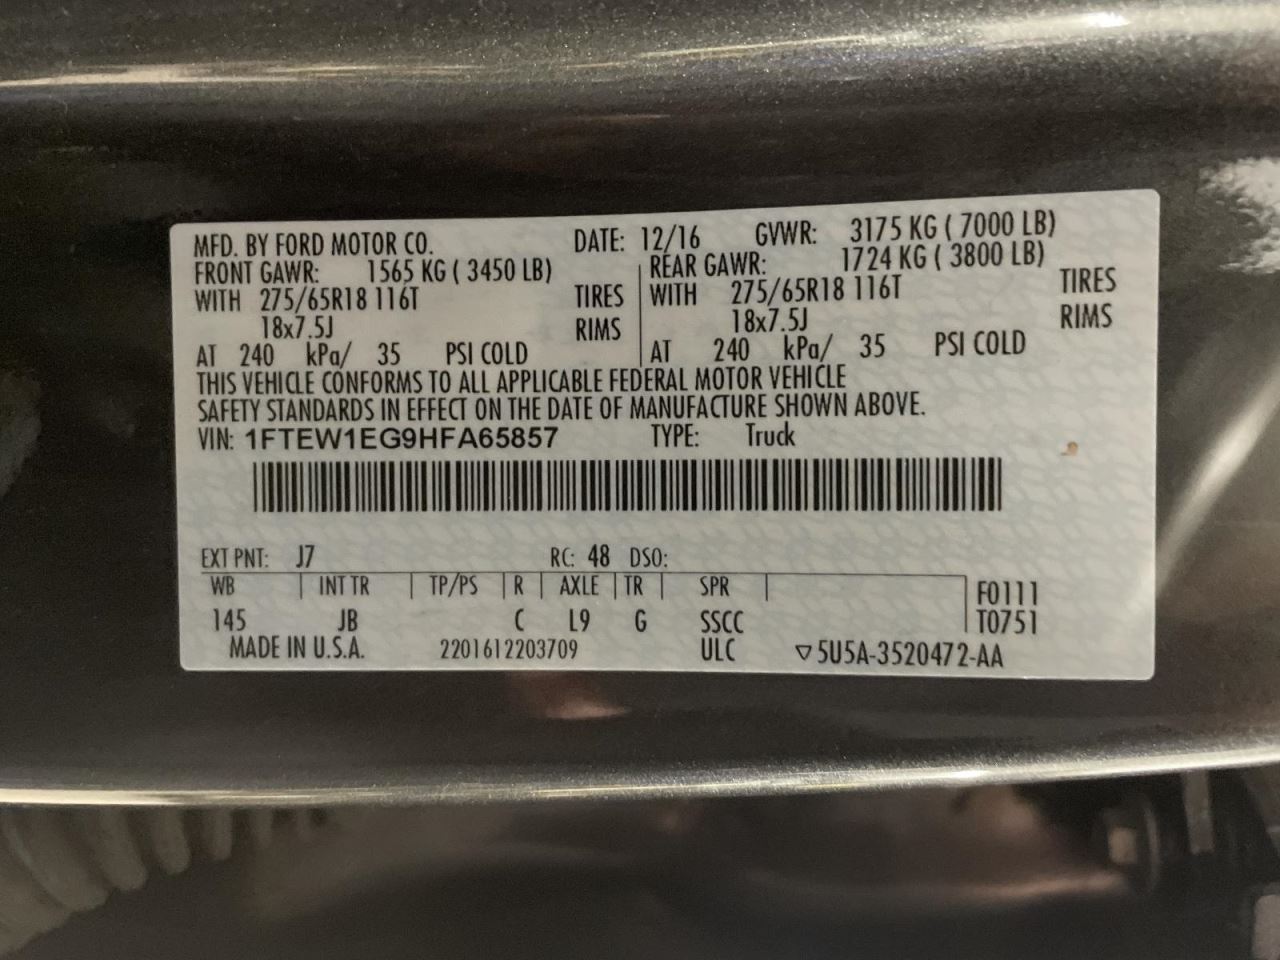 MFD. BY FORD MOTOR CO. DATE: 12/16 GVWR: 3175 KG ( 7000 LB)
FRONT GAWR: 1565 KG ( 3450 LB) REAR GAWR: 1724 KG ( 3800 LB)
WITH 275/65R18 116T TIRES WITH 275/65R18 116T TIRES
18x7.5J RIMS 18x7.5J RIMS
AT 240 kPa/ 35 PSI COLD AT 240 kPa/ 35 PSI COLD
THIS VEHICLE CONFORMS TO ALL APPLICABLE FEDERAL MOTOR VEHICLE
SAFETY STANDARDS IN EFFECT ON THE DATE OF MANUFACTURE SHOWN ABOVE.
VIN: 1FTEW1EG9HFA65857 TYPE: Truck
EXT PNT: J7 RC: 48 DSO:
WB INT TR TP/PS R AXLE TR SPR F0111
145 JB C L9 G SSCC T0751
MADE IN U.S.A. 2201612203709 ULC ▽5U5A-3520472-AA